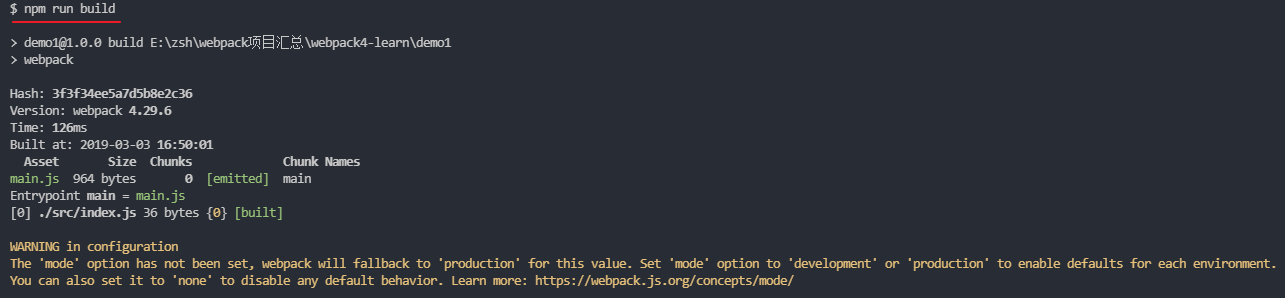 $ npm run build
> demo1@1.0.0 build E:\zsh\webpack项目汇总\webpack4-learn\demo1
> webpack
Hash: 3f3f34ee5a7d5b8e2c36
Version: webpack 4.29.6
Time: 126ms
Built at: 2019-03-03 16:50:01
Asset Size Chunks Chunk Names
main.js 964 bytes 0 [emitted] main
Entrypoint main = main.js
[0] ./src/index.js 36 bytes {0} [built]
WARNING in configuration
The 'mode' option has not been set, webpack will fallback to 'production' for this value. Set 'mode' option to 'development' or 'production' to enable defaults for each environment.
You can also set it to 'none' to disable any default behavior. Learn more: https://webpack.js.org/concepts/mode/